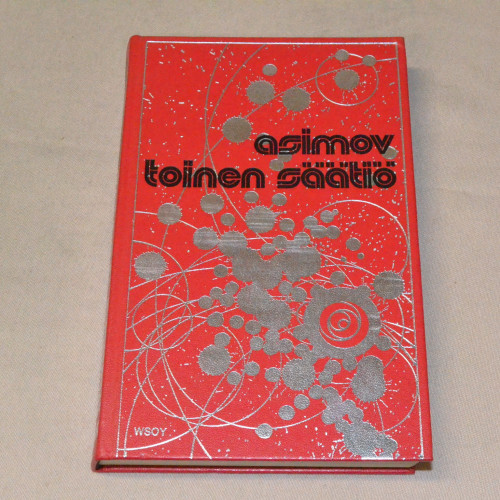 asimov
toinen säätiö
WSOY